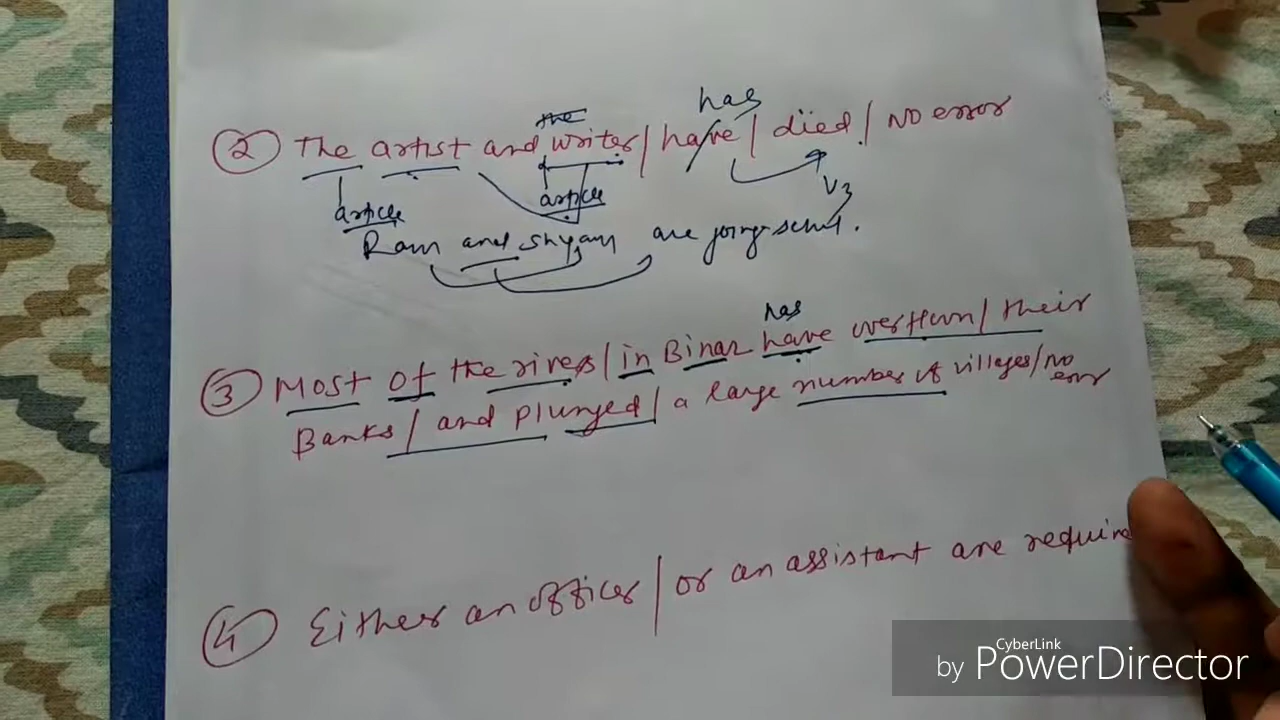 the has
② The artist and writer/ have/ died/ No error
article article V3
Ram and Shyam are going
has
③ Most of the rivers/ in Bihar have overflown/ their
Banks/ and plunged/ a large number of villages/ No
error
④ Either an officer/ or an assistant are require
CyberLink
by PowerDirector